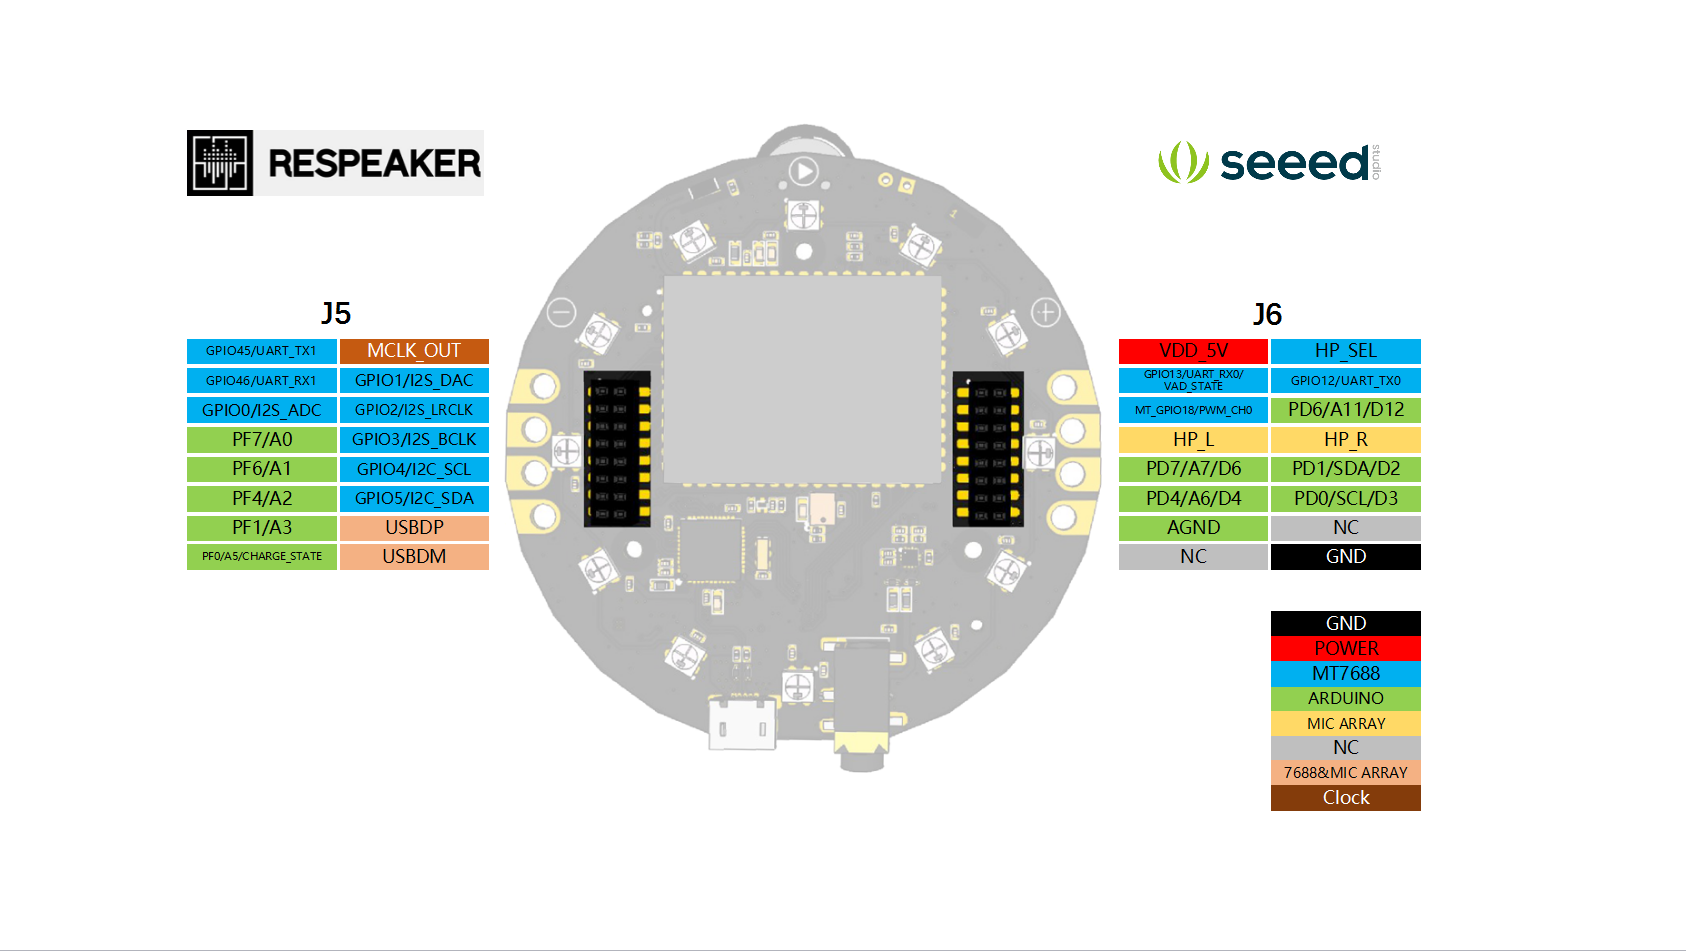 RESPEAKER
seeed
studio
J5
GPIO45/UART_TX1 MCLK_OUT
GPIO46/UART_RX1 GPIO1/I2S_DAC
GPIO0/I2S_ADC GPIO2/I2S_LRCLK
PF7/A0 GPIO3/I2S_BCLK
PF6/A1 GPIO4/I2C_SCL
PF4/A2 GPIO5/I2C_SDA
PF1/A3 USBDP
PF0/A5/CHARGE_STATE USBDM
J6
VDD_5V HP_SEL
GPIO13/UART_RX0/
VAD_STATE GPIO12/UART_TX0
MT_GPIO18/PWM_CH0 PD6/A11/D12
HP_L HP_R
PD7/A7/D6 PD1/SDA/D2
PD4/A6/D4 PD0/SCL/D3
AGND NC
NC GND
GND
POWER
MT7688
ARDUINO
MIC ARRAY
NC
7688&MIC ARRAY
Clock